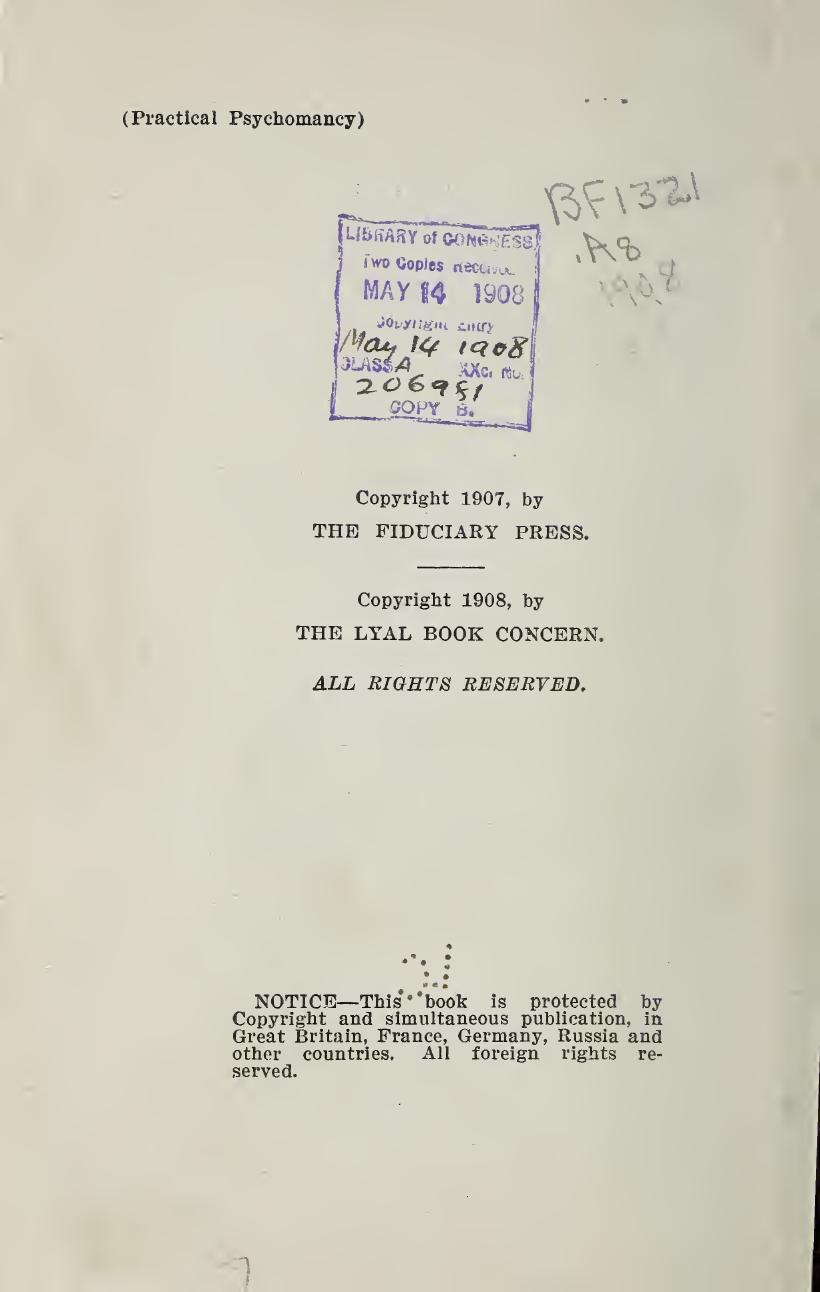 (Practical Psychomancy)
BF1321
.A8
1908
LIBRARY of CONGRESS
Two Copies Received
MAY 14 1908
Copyright Entry
May 14 1908
CLASS A XXc. No.
206981
COPY B.
Copyright 1907, by
THE FIDUCIARY PRESS.
Copyright 1908, by
THE LYAL BOOK CONCERN.
ALL RIGHTS RESERVED.
NOTICE—This book is protected by
Copyright and simultaneous publication, in
Great Britain, France, Germany, Russia and
other countries. All foreign rights re-
served.